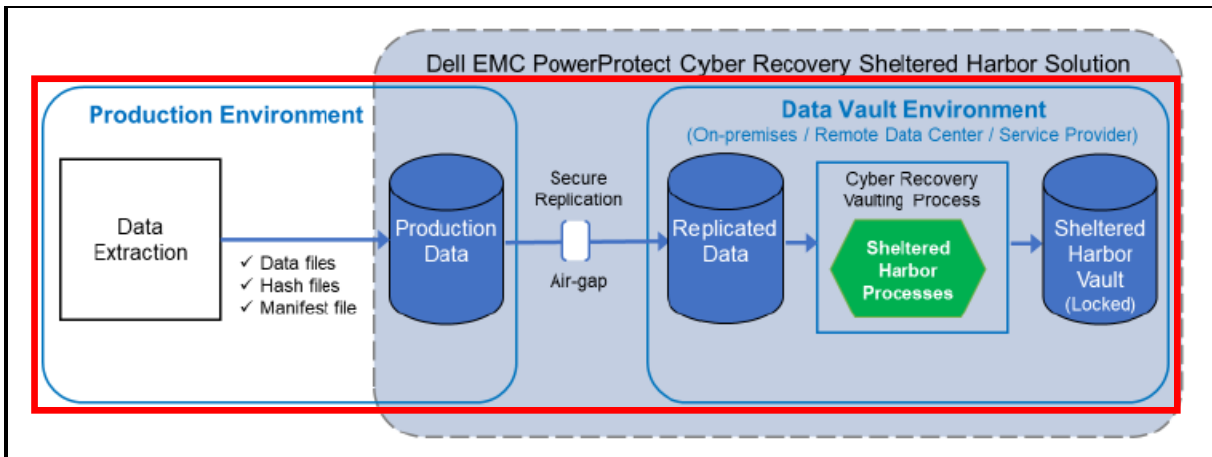 Dell EMC PowerProtect Cyber Recovery Sheltered Harbor Solution
Production Environment
Data Extraction
✓ Data files
✓ Hash files
✓ Manifest file
Production
Data
Secure
Replication
Air-gap
Data Vault Environment
(On-premises / Remote Data Center / Service Provider)
Replicated
Data
Cyber Recovery
Vaulting Process
Sheltered
Harbor
Processes
Sheltered
Harbor
Vault
(Locked)